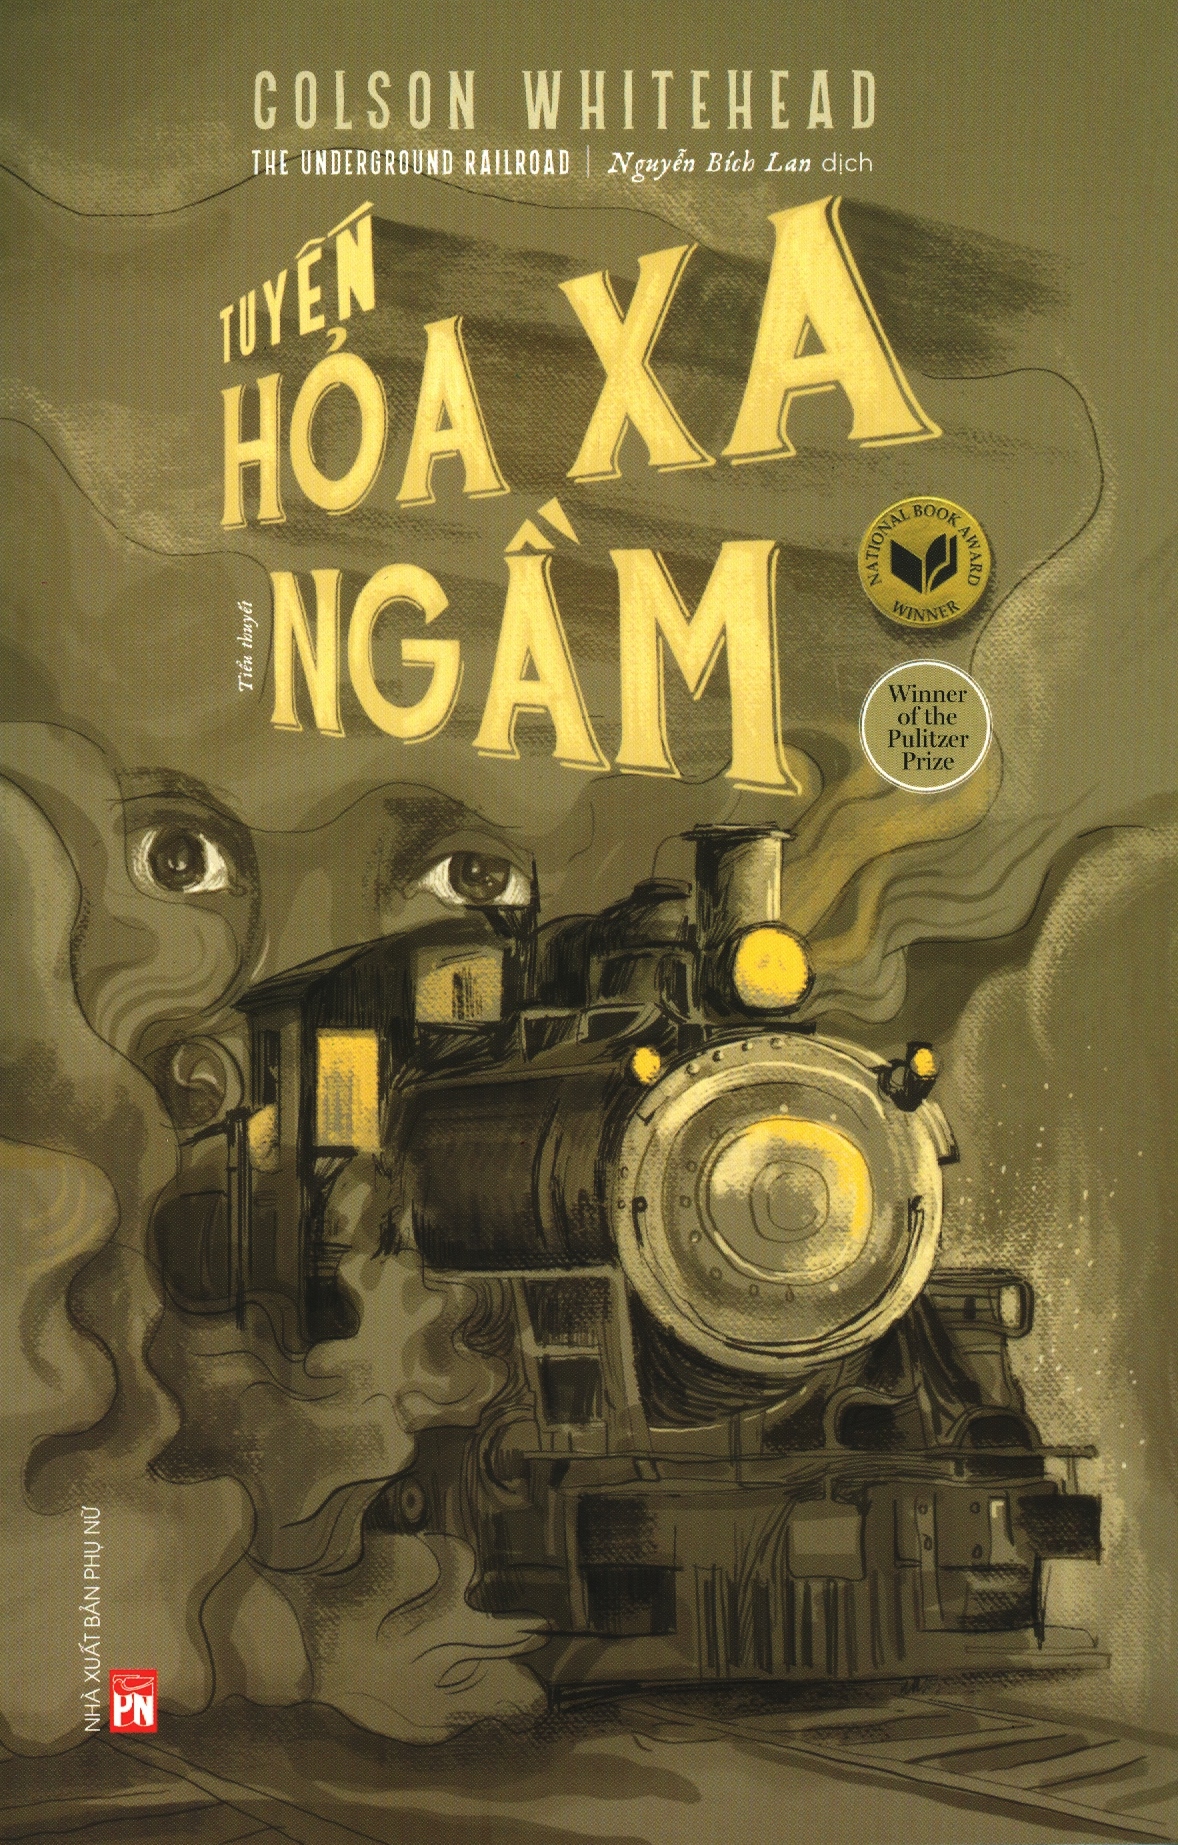 COLSON WHITEHEAD
THE UNDERGROUND RAILROAD | Nguyễn Bích Lan dịch
TUYẾN
HỎA XA
NGẦM
Tiểu thuyết
NATIONAL BOOK AWARD
WINNER
Winner
of the
Pulitzer
Prize
NHÀ XUẤT BẢN PHỤ NỮ
PN